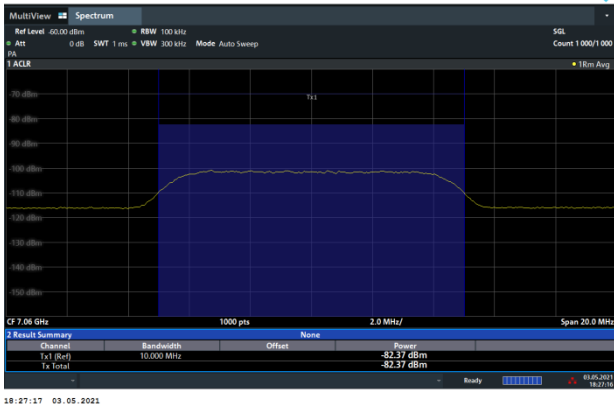 MultiView Spectrum
Ref Level -60.00 dBm RBW 100 kHz SGL
Att 0 dB SWT 1 ms VBW 300 kHz Mode Auto Sweep Count 1000/1000
PA
1 ACLR 1Rm Avg
Tx1
-70 dBm
-80 dBm
-90 dBm
-100 dBm
-110 dBm
-120 dBm
-130 dBm
-140 dBm
-150 dBm
CF 7.06 GHz 1000 pts 2.0 MHz/ Span 20.0 MHz
2 Result Summary None
Channel Bandwidth Offset Power
Tx1 (Ref) 10.000 MHz -82.37 dBm
Tx Total -82.37 dBm
Ready 03.05.2021
18:27:16
18:27:17 03.05.2021